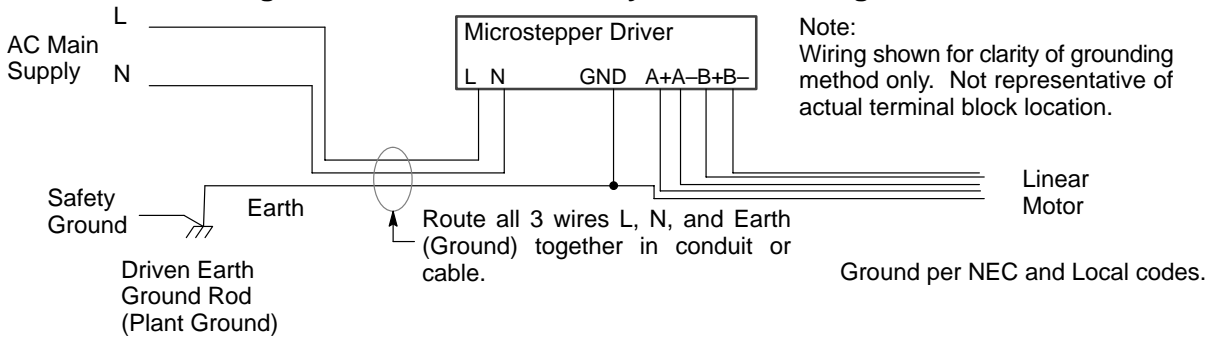 L
AC Main
Supply
N
Microstepper Driver
L N GND A+A–B+B–
Note:
Wiring shown for clarity of grounding
method only. Not representative of
actual terminal block location.
Safety
Ground
Earth
Route all 3 wires L, N, and Earth
(Ground) together in conduit or
cable.
Linear
Motor
Driven Earth
Ground Rod
(Plant Ground)
Ground per NEC and Local codes.